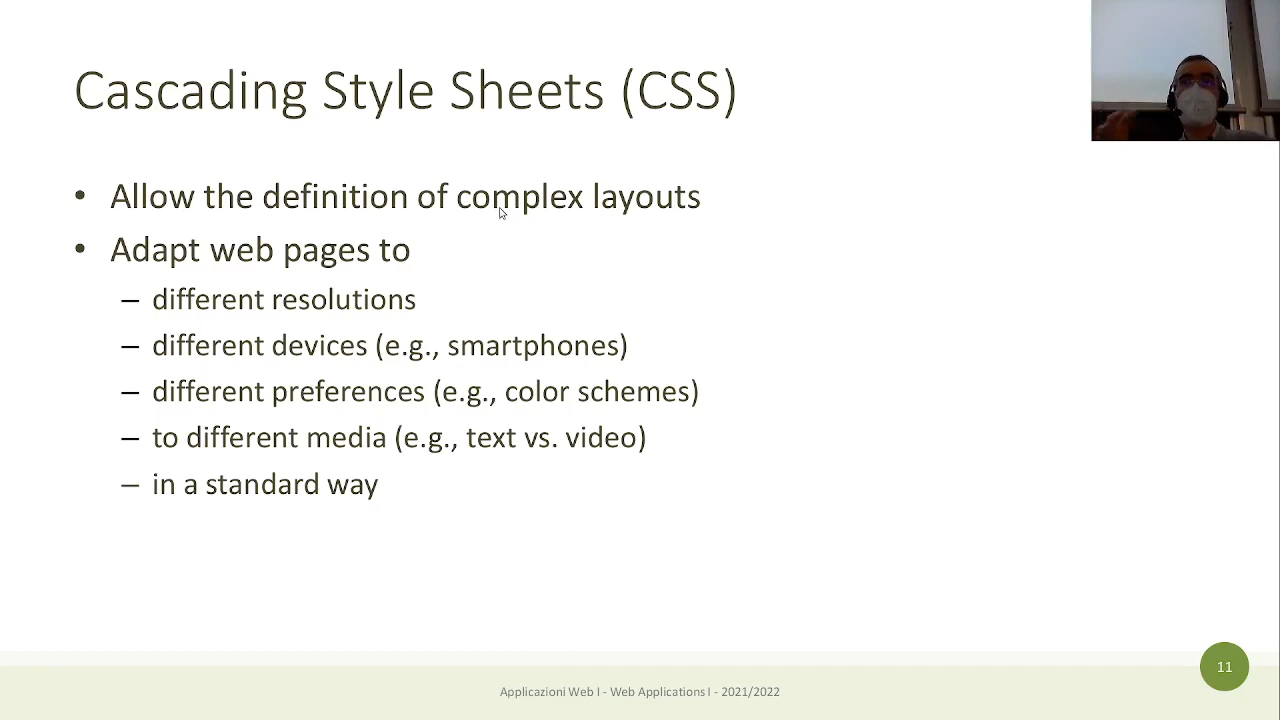 Cascading Style Sheets (CSS)
• Allow the definition of complex layouts
• Adapt web pages to
– different resolutions
– different devices (e.g., smartphones)
– different preferences (e.g., color schemes)
– to different media (e.g., text vs. video)
– in a standard way
11
Applicazioni Web I - Web Applications I - 2021/2022